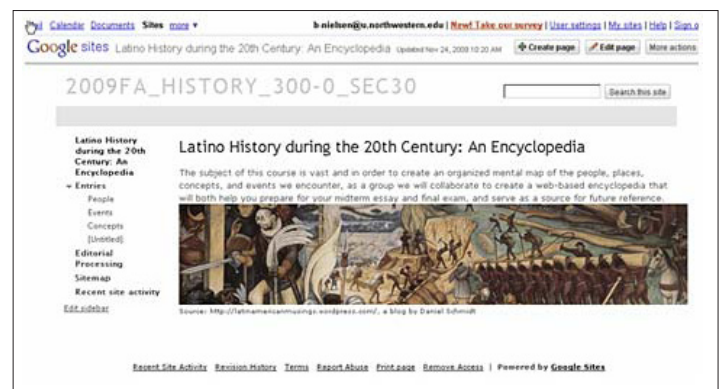 Calendar Documents Sites more ▼ b-nielsen@u.northwestern.edu | New! Take our survey | User settings | My sites | Help | Sign o
Google sites Latino History during the 20th Century: An Encyclopedia Updated Nov 24, 2009 10:20 AM Create page Edit page More actions
2009FA_HISTORY_300-0_SEC30
Search this site
Latino History during the 20th Century: An Encyclopedia
Entries
People
Events
Concepts
[Untitled]
Editorial Processing
Sitemap
Recent site activity
Edit sidebar
Latino History during the 20th Century: An Encyclopedia
The subject of this course is vast and in order to create an organized mental map of the people, places,
concepts, and events we encounter, as a group we will collaborate to create a web-based encyclopedia that
will both help you prepare for your midterm essay and final exam, and serve as a source for future reference.
Source: http://latinamericanmusings.wordpress.com/, a blog by Daniel Schmidt
Recent Site Activity Revision History Terms Report Abuse Print page Remove Access | Powered by Google Sites